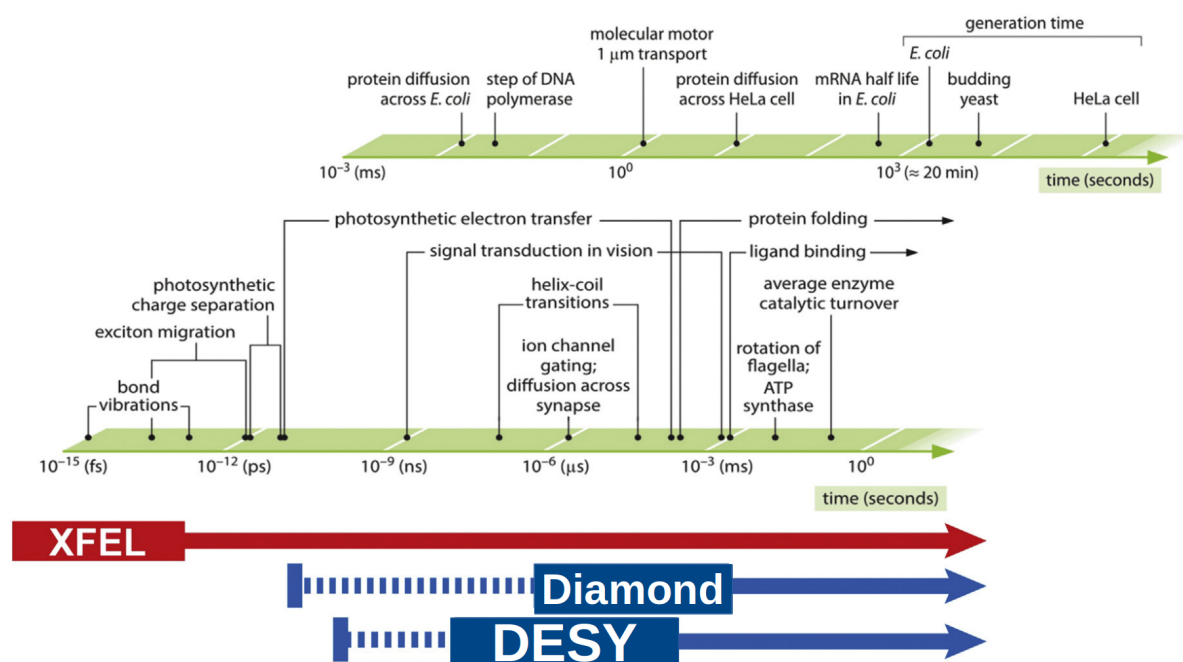 generation time
molecular motor
1 μm transport
E. coli
protein diffusion
across E. coli
step of DNA
polymerase
protein diffusion
across HeLa cell
mRNA half life
in E. coli
budding
yeast
HeLa cell
10⁻³ (ms)
10⁰
10³ (≈ 20 min)
time (seconds)
photosynthetic electron transfer
protein folding
signal transduction in vision
ligand binding
photosynthetic
charge separation
helix-coil
transitions
average enzyme
catalytic turnover
exciton migration
ion channel
gating;
diffusion across
synapse
rotation of
flagella;
ATP
synthase
bond
vibrations
10⁻¹⁵ (fs)
10⁻¹² (ps)
10⁻⁹ (ns)
10⁻⁶ (μs)
10⁻³ (ms)
10⁰
time (seconds)
XFEL
Diamond
DESY